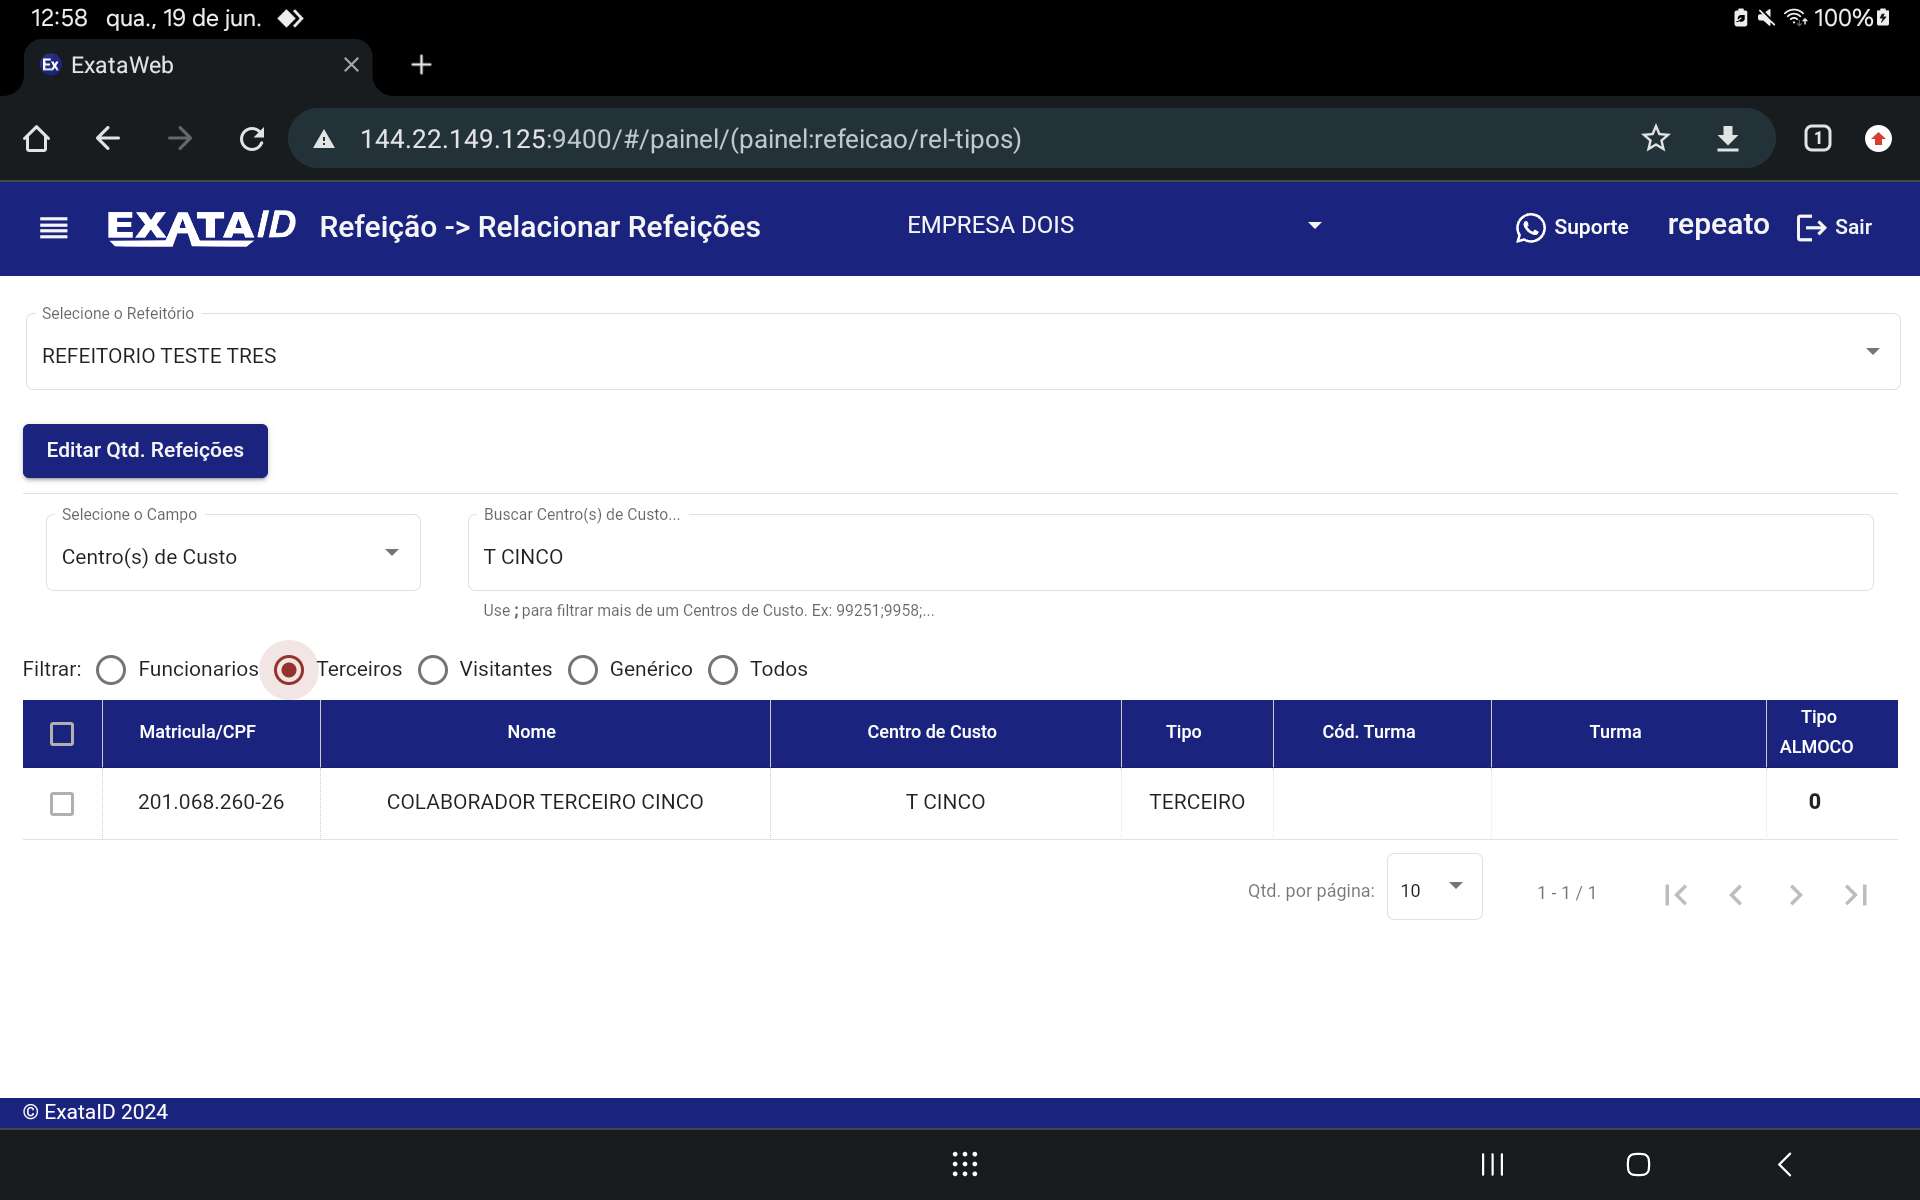 12:58 qua., 19 de jun. 100%
Ex ExataWeb
144.22.149.125:9400/#/painel/(painel:refeicao/rel-tipos) 1
EXATAID Refeição -> Relacionar Refeições EMPRESA DOIS Suporte repeato Sair
Selecione o Refeitório
REFEITORIO TESTE TRES
Editar Qtd. Refeições
Selecione o Campo Buscar Centro(s) de Custo...
Centro(s) de Custo T CINCO
Use ; para filtrar mais de um Centros de Custo. Ex: 99251;9958;...
Filtrar: Funcionarios Terceiros Visitantes Genérico Todos
Matricula/CPF Nome Centro de Custo Tipo Cód. Turma Turma Tipo
ALMOCO
201.068.260-26 COLABORADOR TERCEIRO CINCO T CINCO TERCEIRO 0
Qtd. por página: 10 1 - 1 / 1
© ExataID 2024